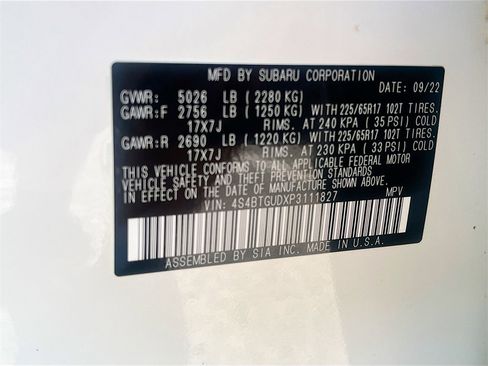 MFD BY SUBARU CORPORATION
DATE: 09/22
GVWR: 5026 LB (2280 KG)
GAWR:F 2756 LB (1250 KG) WITH 225/65R17 102T TIRES.
17X7J RIMS. AT 240 KPA (35 PSI) COLD
GAWR:R 2690 LB (1220 KG) WITH 225/65R17 102T TIRES.
17X7J RIMS. AT 230 KPA (33 PSI) COLD
THIS VEHICLE CONFORMS TO ALL APPLICABLE FEDERAL MOTOR
VEHICLE SAFETY AND THEFT PREVENTION STANDARDS
IN EFFECT ON THE DATE OF MANUFACTURE SHOWN ABOVE.
VIN: 4S4BTGUDXP3111827 MPV
ASSEMBLED BY SIA INC. MADE IN U.S.A.